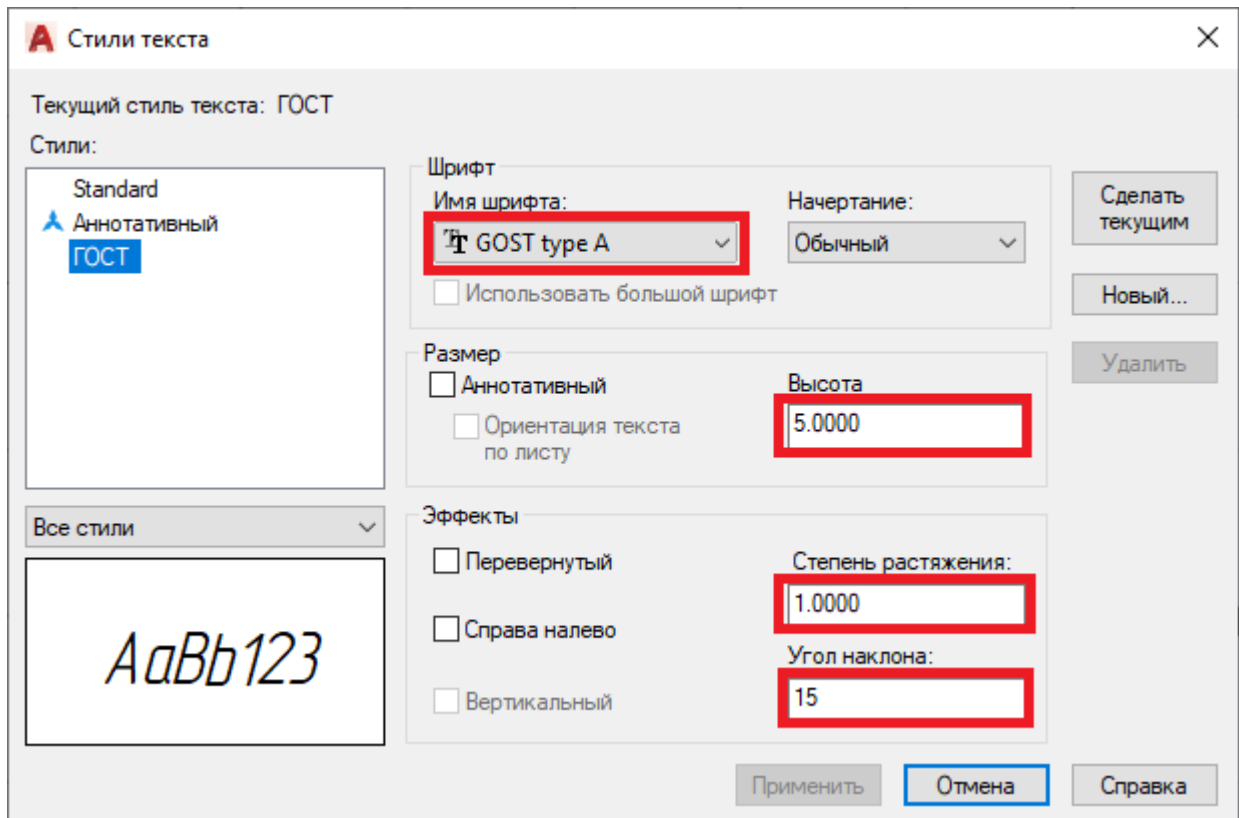 Стили текста
Текущий стиль текста: ГОСТ
Стили:
Standard
Аннотативный
ГОСТ
Все стили
AaBb123
Шрифт
Имя шрифта:
GOST type A
Начертание:
Обычный
Использовать большой шрифт
Размер
Аннотативный
Ориентация текста
по листу
Высота
5.0000
Эффекты
Перевернутый
Справа налево
Вертикальный
Степень растяжения:
1.0000
Угол наклона:
15
Сделать
текущим
Новый...
Удалить
Применить
Отмена
Справка